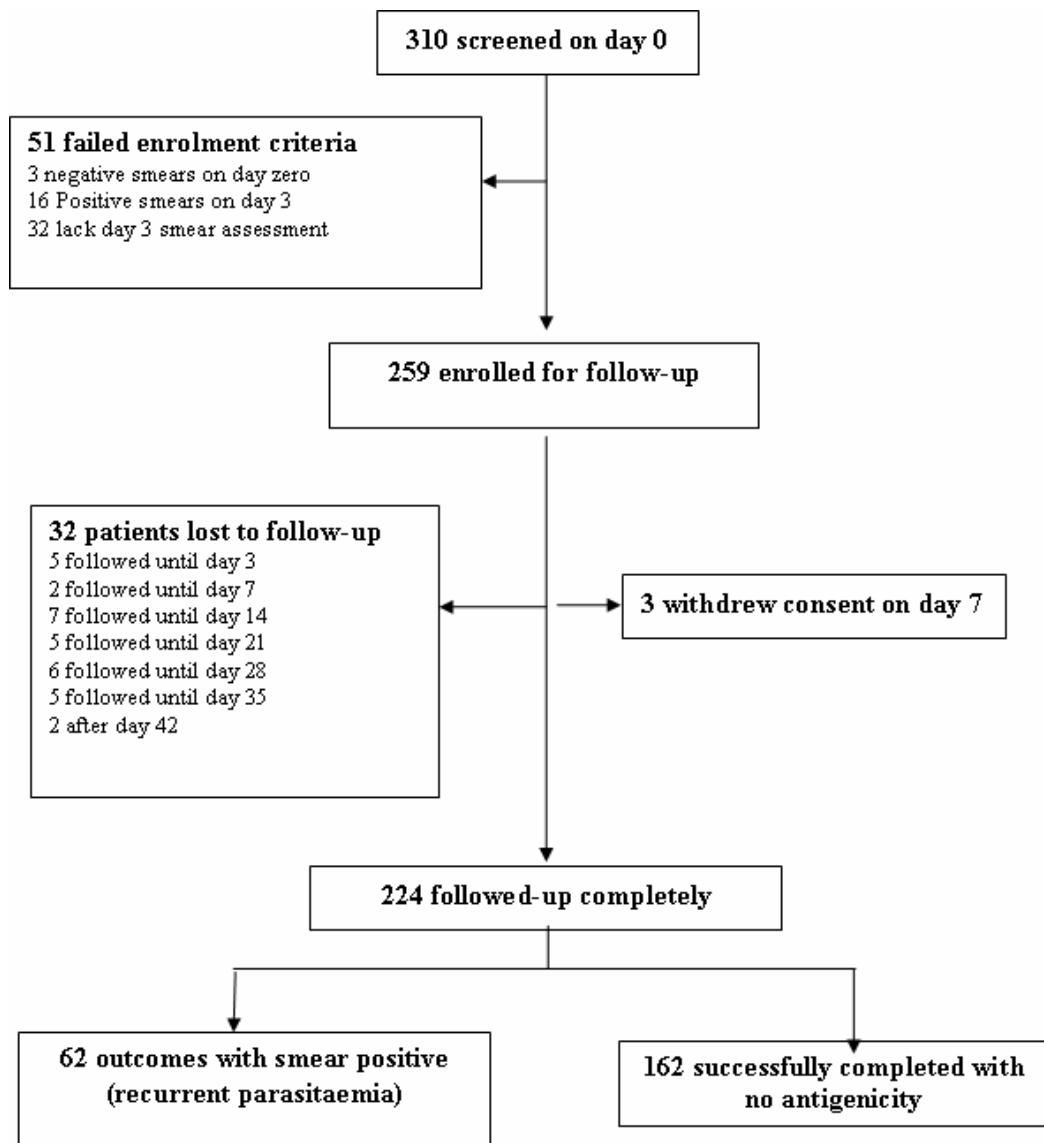 310 screened on day 0
51 failed enrolment criteria
3 negative smears on day zero
16 Positive smears on day 3
32 lack day 3 smear assessment
259 enrolled for follow-up
32 patients lost to follow-up
5 followed until day 3
2 followed until day 7
7 followed until day 14
5 followed until day 21
6 followed until day 28
5 followed until day 35
2 after day 42
3 withdrew consent on day 7
224 followed-up completely
62 outcomes with smear positive
(recurrent parasitaemia)
162 successfully completed with
no antigenicity